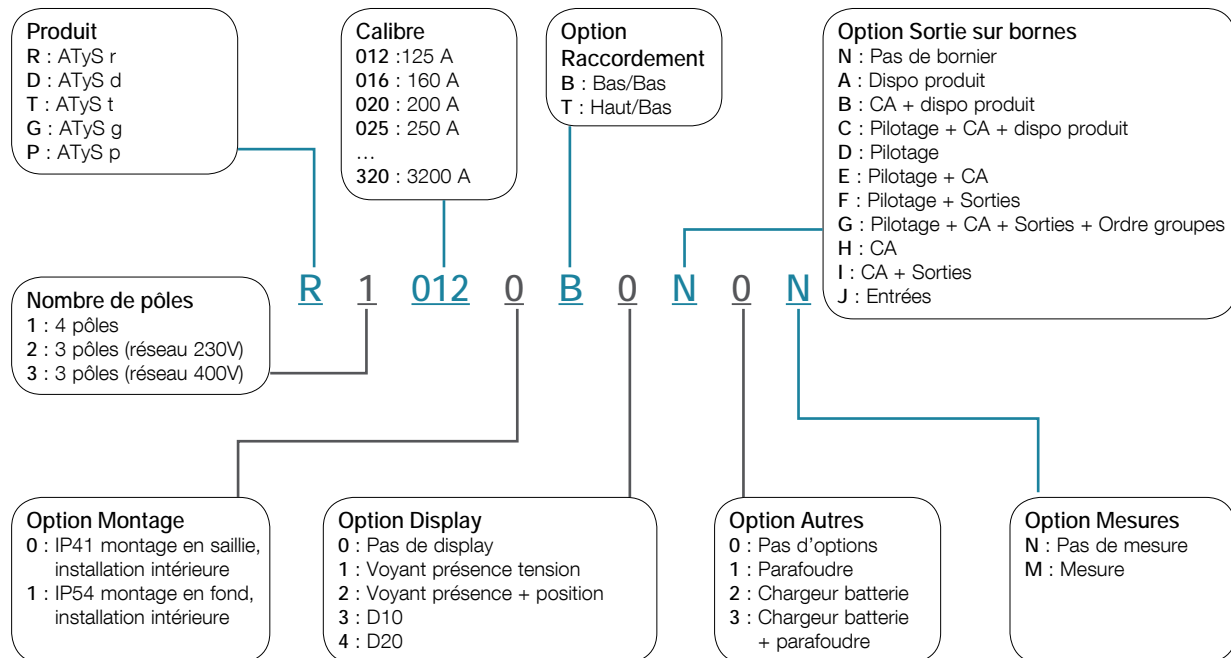 Produit
R : ATyS r
D : ATyS d
T : ATyS t
G : ATyS g
P : ATyS p
Calibre
012 :125 A
016 : 160 A
020 : 200 A
025 : 250 A
...
320 : 3200 A
Option
Raccordement
B : Bas/Bas
T : Haut/Bas
Option Sortie sur bornes
N : Pas de bornier
A : Dispo produit
B : CA + dispo produit
C : Pilotage + CA + dispo produit
D : Pilotage
E : Pilotage + CA
F : Pilotage + Sorties
G : Pilotage + CA + Sorties + Ordre groupes
H : CA
I : CA + Sorties
J : Entrées
R 1 012 0 B 0 N 0 N
Nombre de pôles
1 : 4 pôles
2 : 3 pôles (réseau 230V)
3 : 3 pôles (réseau 400V)
Option Montage
0 : IP41 montage en saillie,
installation intérieure
1 : IP54 montage en fond,
installation intérieure
Option Display
0 : Pas de display
1 : Voyant présence tension
2 : Voyant présence + position
3 : D10
4 : D20
Option Autres
0 : Pas d'options
1 : Parafoudre
2 : Chargeur batterie
3 : Chargeur batterie
+ parafoudre
Option Mesures
N : Pas de mesure
M : Mesure